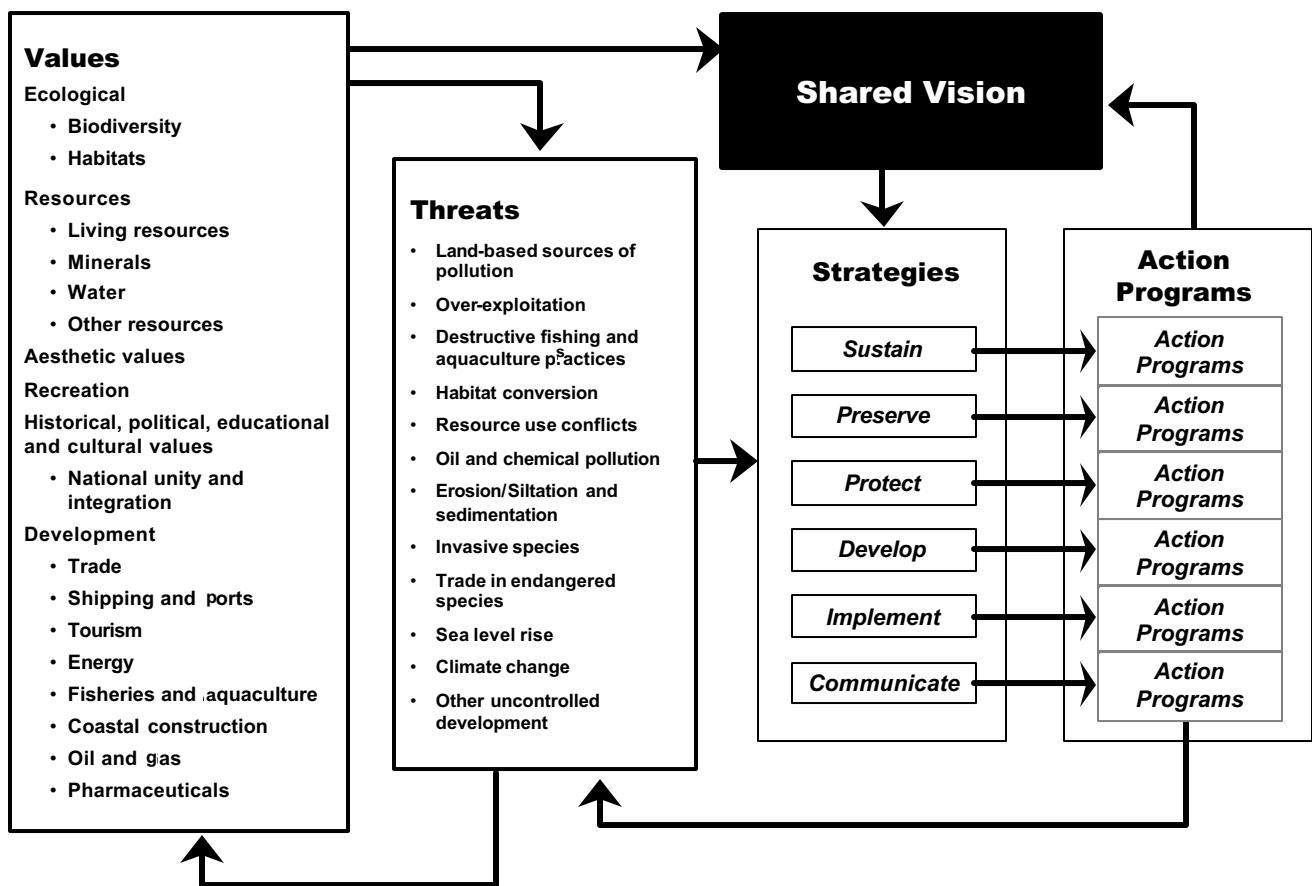 Values
Ecological
• Biodiversity
• Habitats
Resources
• Living resources
• Minerals
• Water
• Other resources
Aesthetic values
Recreation
Historical, political, educational
and cultural values
• National unity and
integration
Development
• Trade
• Shipping and ports
• Tourism
• Energy
• Fisheries and aquaculture
• Coastal construction
• Oil and gas
• Pharmaceuticals
Threats
• Land-based sources of
pollution
• Over-exploitation
• Destructive fishing and
aquaculture practices
• Habitat conversion
• Resource use conflicts
• Oil and chemical pollution
• Erosion/Siltation and
sedimentation
• Invasive species
• Trade in endangered
species
• Sea level rise
• Climate change
• Other uncontrolled
development
Shared Vision
Strategies
Sustain
Preserve
Protect
Develop
Implement
Communicate
Action
Programs
Action
Programs
Action
Programs
Action
Programs
Action
Programs
Action
Programs
Action
Programs